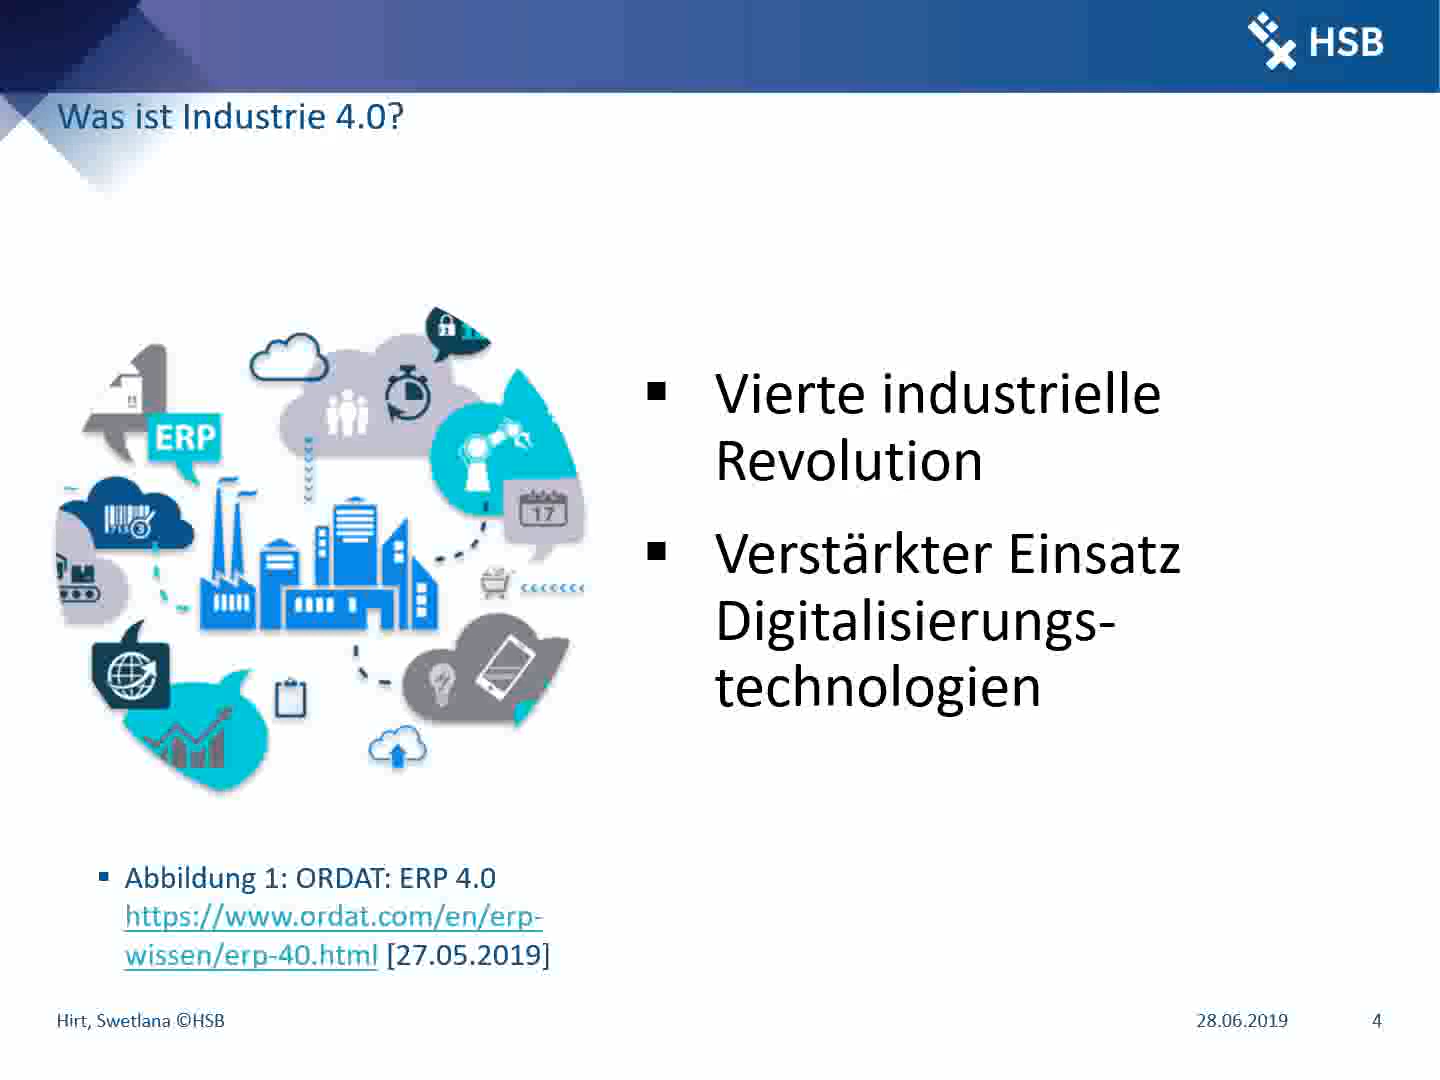 HSB
Was ist Industrie 4.0?
ERP
17
▪ Vierte industrielle
Revolution
▪ Verstärkter Einsatz
Digitalisierungs-
technologien
▪ Abbildung 1: ORDAT: ERP 4.0
https://www.ordat.com/en/erp-
wissen/erp-40.html [27.05.2019]
Hirt, Swetlana ©HSB
28.06.2019
4